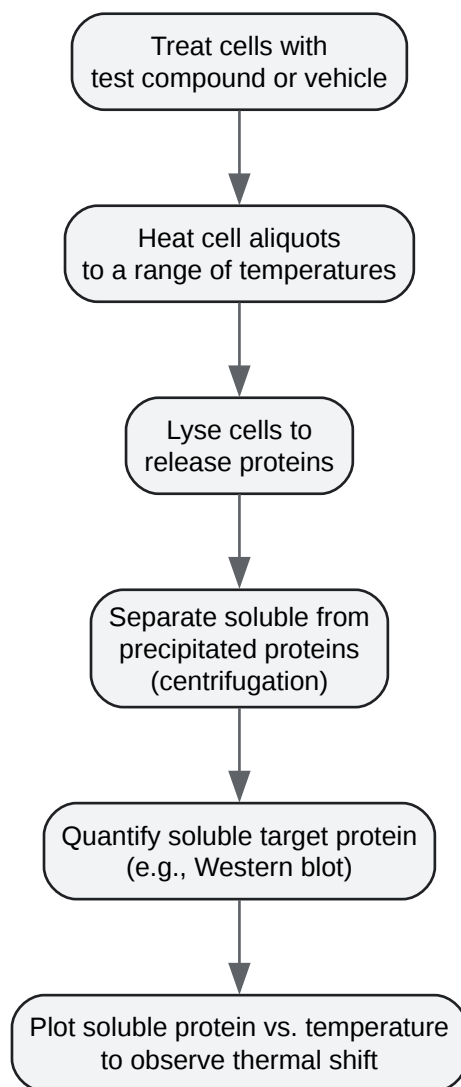 Treat cells with
test compound or vehicle
Heat cell aliquots
to a range of temperatures
Lyse cells to
release proteins
Separate soluble from
precipitated proteins
(centrifugation)
Quantify soluble target protein
(e.g., Western blot)
Plot soluble protein vs. temperature
to observe thermal shift